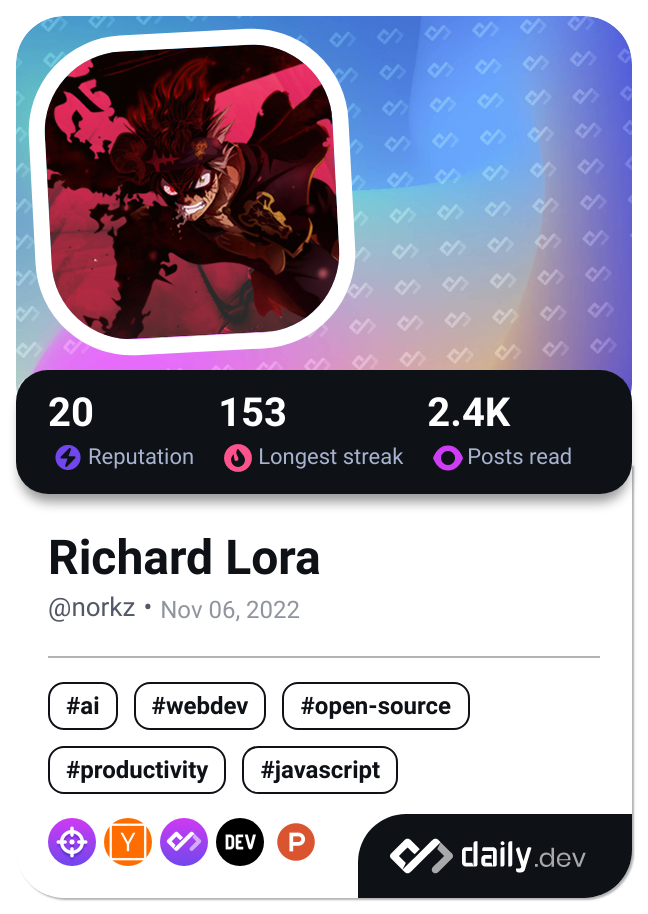 20 153 2.4K
Reputation Longest streak Posts read
Richard Lora
@norkz • Nov 06, 2022
#ai #webdev #open-source
#productivity #javascript
Y DEV P
daily.dev